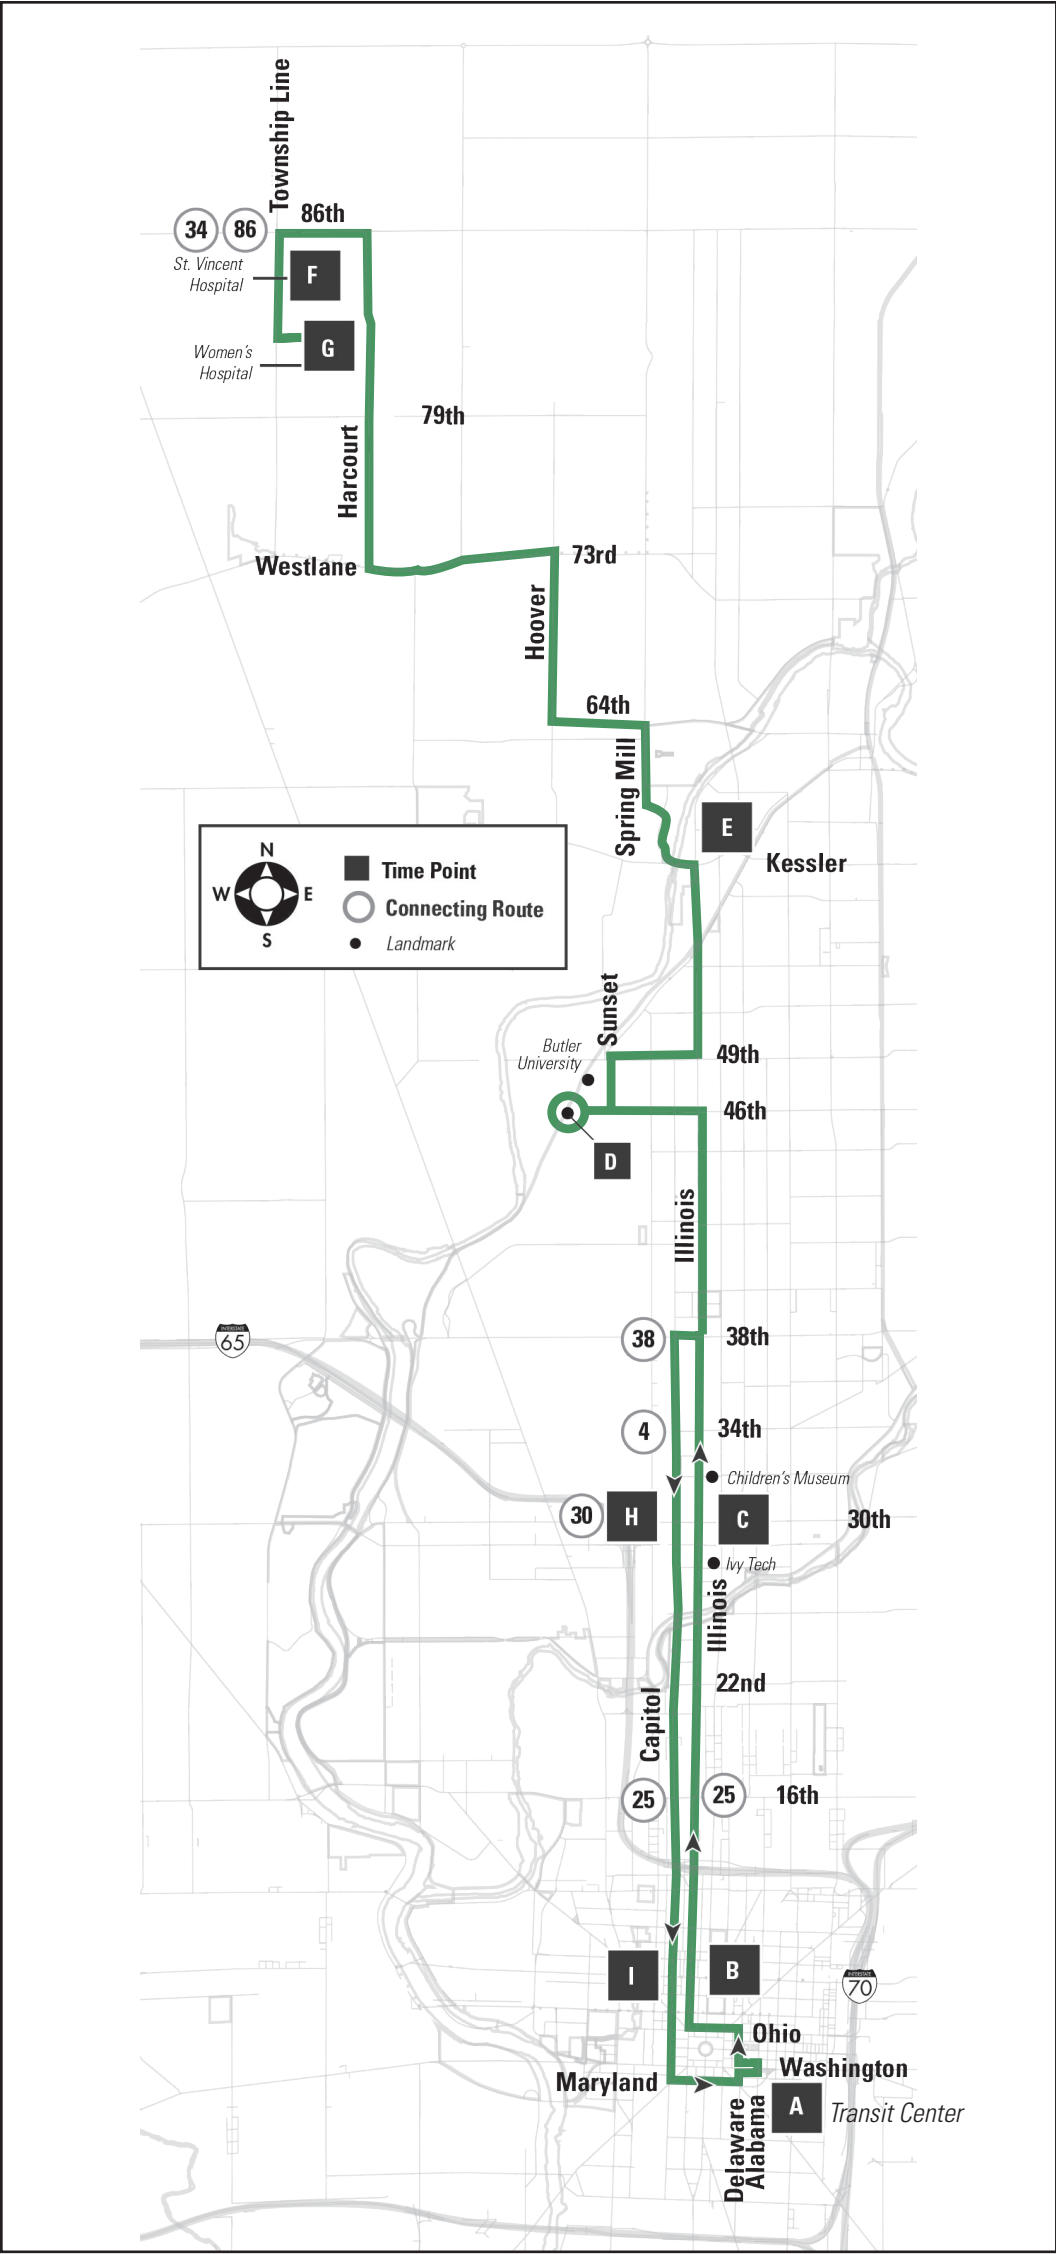 Township Line
86th
34
86
St. Vincent
Hospital
F
G
Women's
Hospital
79th
Harcourt
Westlane
73rd
Hoover
64th
Spring Mill
E
Kessler
N
W
E
S
Time Point
Connecting Route
Landmark
Sunset
Butler
University
49th
46th
D
Illinois
INTERSTATE
65
38
38th
4
34th
Children's Museum
30
H
C
30th
Ivy Tech
Illinois
22nd
Capitol
25
25
16th
I
B
INTERSTATE
70
Ohio
Washington
Maryland
A
Transit Center
Delaware
Alabama